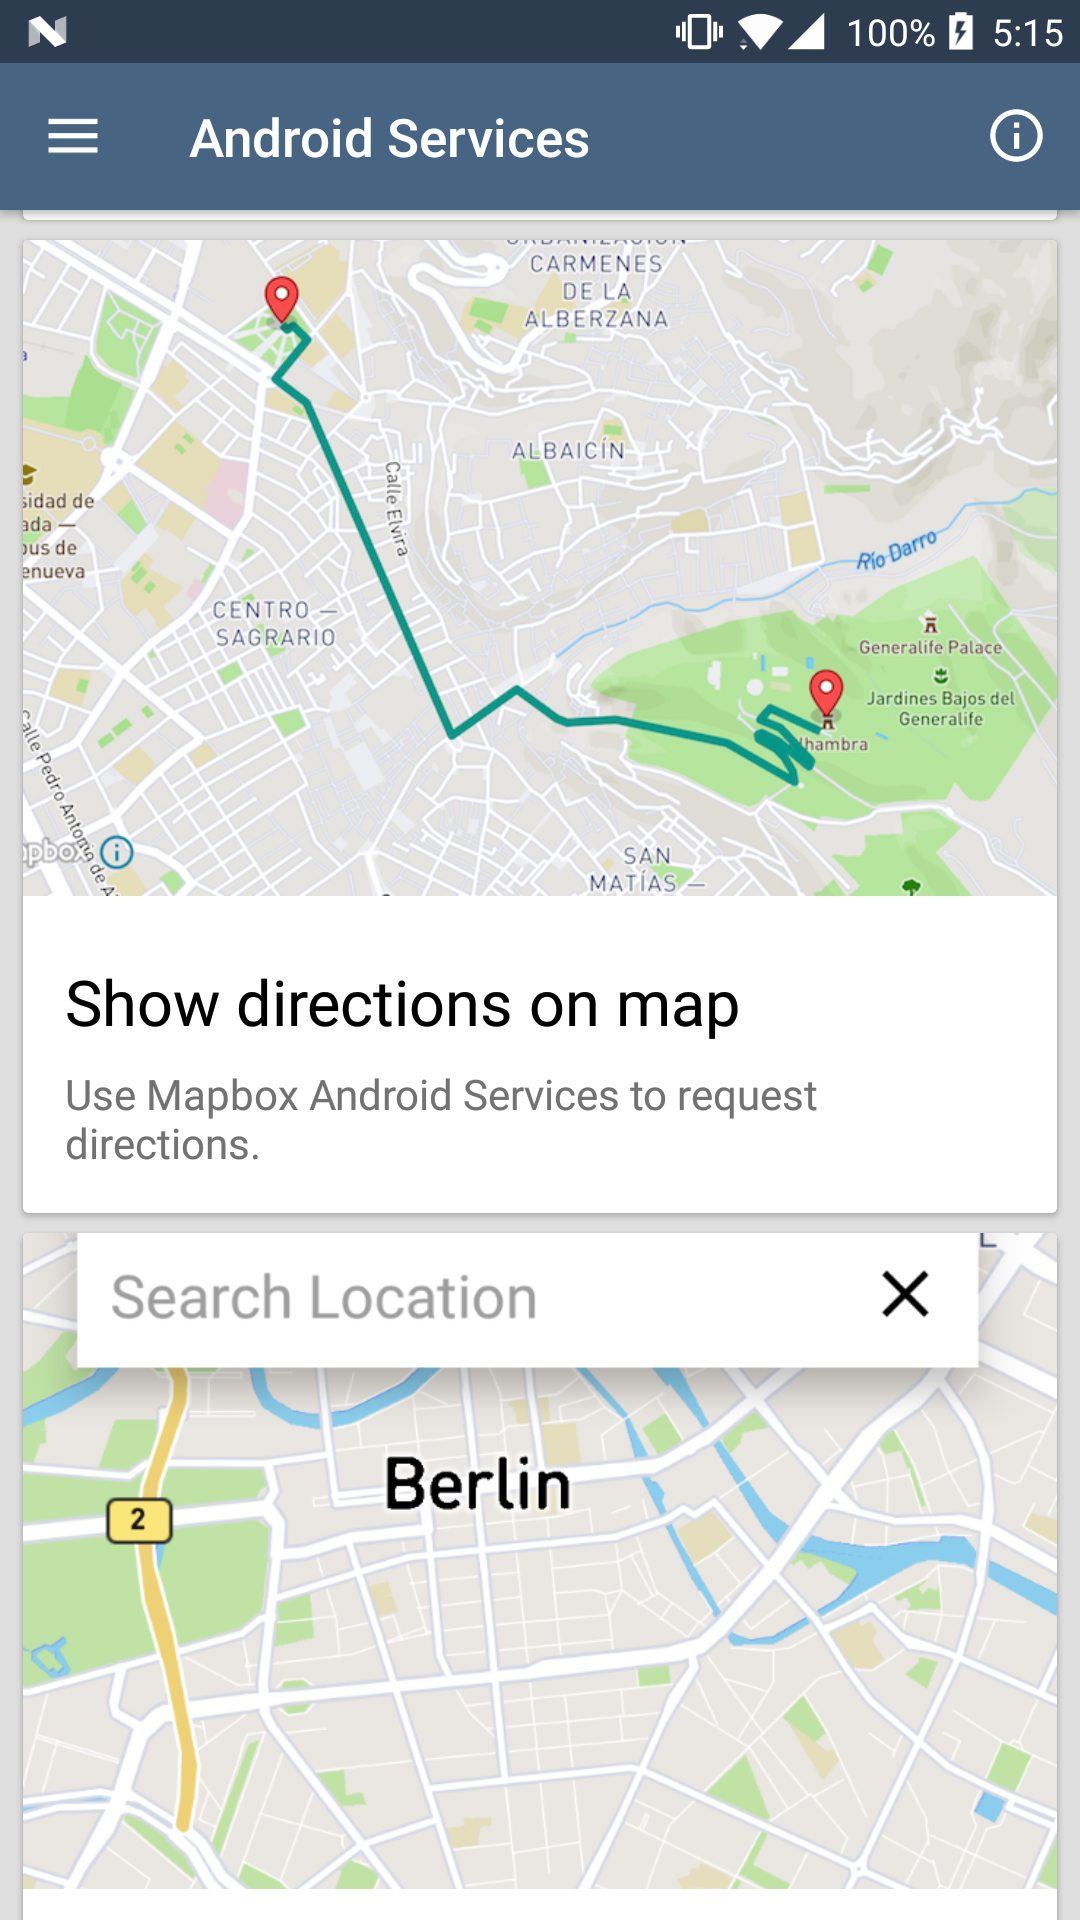 100% 5:15
Android Services
CARMENES
DE LA
ALBERZANA
ALBAICÍN
Calle Elvira
sidad de
ada —
ous de
enueva
Río Darro
CENTRO —
SAGRARIO
Generalife Palace
Jardines Bajos del
Generalife
lhambra
Calle Pedro Antonio de A
pbox
SAN
MATÍAS —
Show directions on map
Use Mapbox Android Services to request
directions.
Search Location
Berlin
2